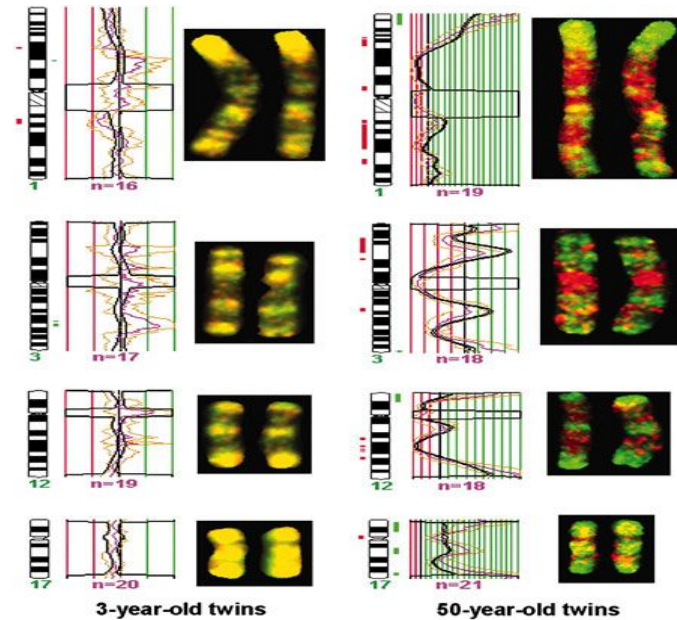 1 n=16 1 n=19
3 n=17 3 n=18
12 n=19 12 n=18
17 n=20 17 n=21
3-year-old twins 50-year-old twins